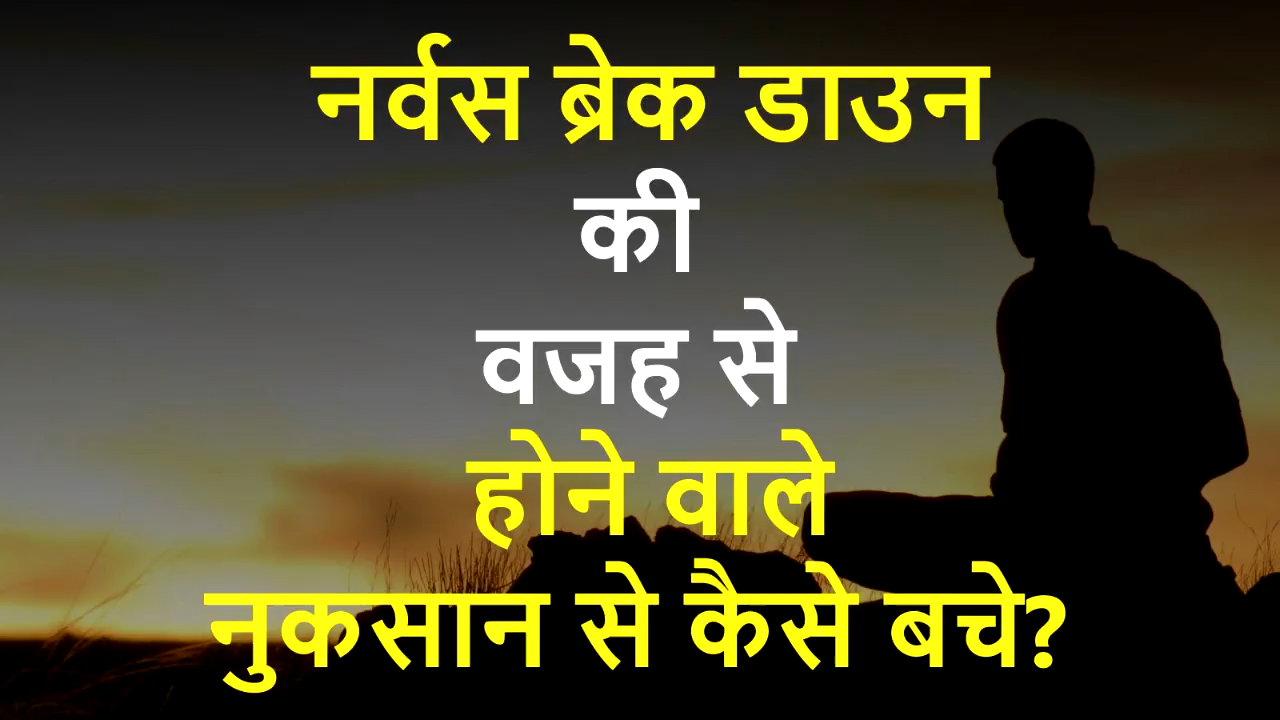 नर्वस ब्रेक डाउन
की
वजह से
होने वाले
नुकसान से कैसे बचे?